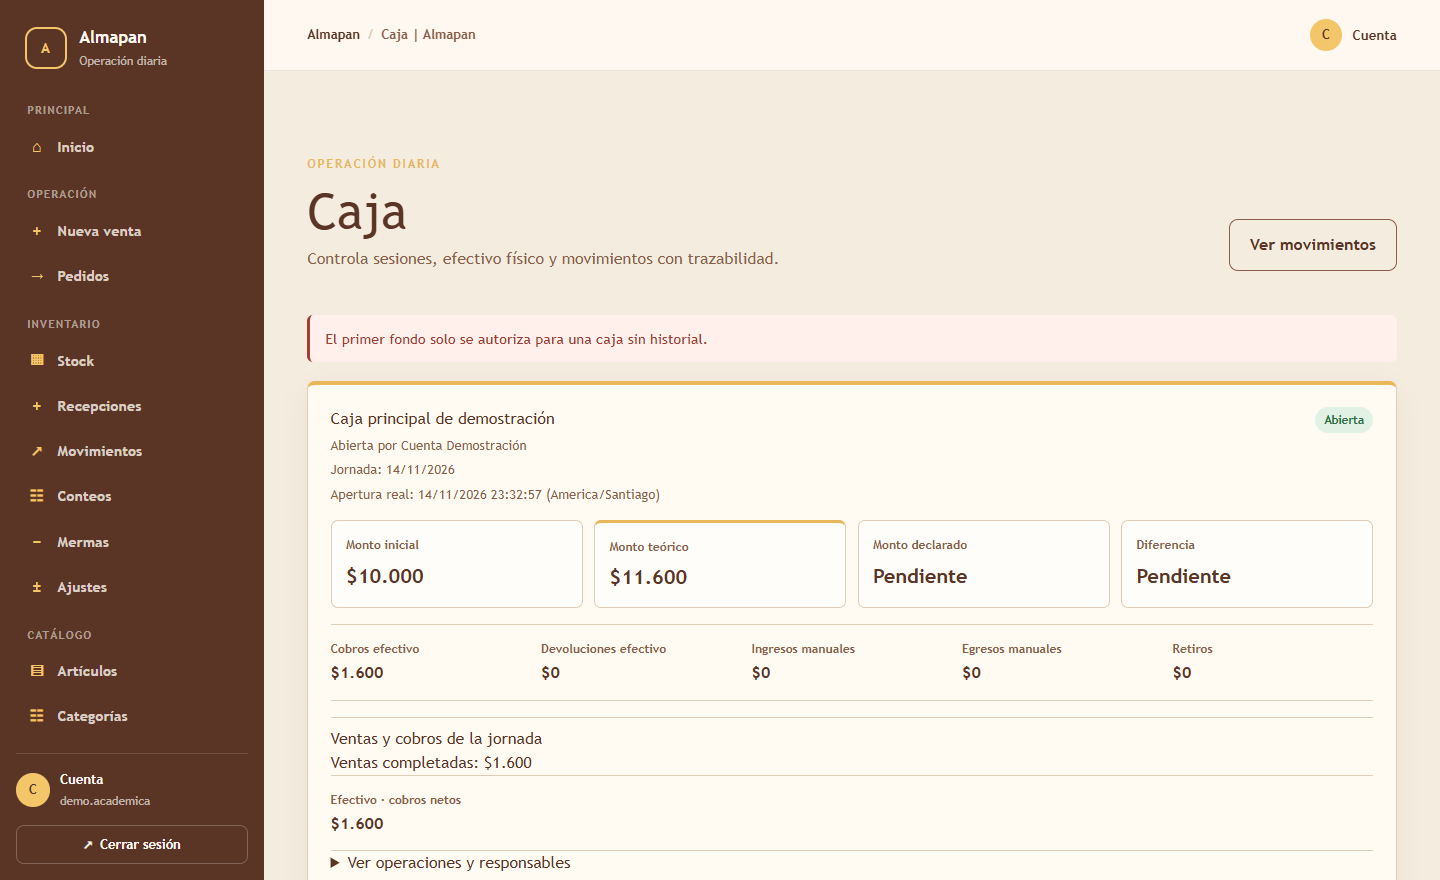 A
Almapan
Operación diaria
PRINCIPAL
Inicio
OPERACIÓN
+ Nueva venta
→ Pedidos
INVENTARIO
Stock
+ Recepciones
↗ Movimientos
Conteos
− Mermas
± Ajustes
CATÁLOGO
Artículos
Categorías
C
Cuenta
demo.academica
↗ Cerrar sesión
Almapan / Caja | Almapan
C Cuenta
OPERACIÓN DIARIA
Caja
Controla sesiones, efectivo físico y movimientos con trazabilidad.
Ver movimientos
El primer fondo solo se autoriza para una caja sin historial.
Caja principal de demostración
Abierta
Abierta por Cuenta Demostración
Jornada: 14/11/2026
Apertura real: 14/11/2026 23:32:57 (America/Santiago)
Monto inicial
$10.000
Monto teórico
$11.600
Monto declarado
Pendiente
Diferencia
Pendiente
Cobros efectivo
$1.600
Devoluciones efectivo
$0
Ingresos manuales
$0
Egresos manuales
$0
Retiros
$0
Ventas y cobros de la jornada
Ventas completadas: $1.600
Efectivo · cobros netos
$1.600
▶ Ver operaciones y responsables